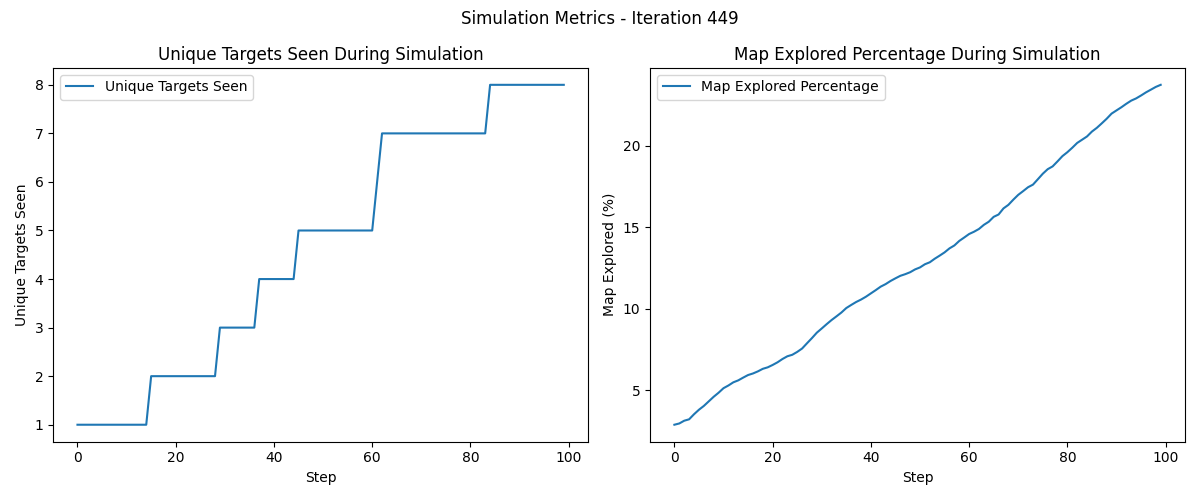 Simulation Metrics - Iteration 449
Unique Targets Seen During Simulation
Unique Targets Seen
8
7
6
5
4
3
2
1
Unique Targets Seen
0
20
40
60
80
100
Step
Map Explored Percentage During Simulation
Map Explored Percentage
20
15
10
5
Map Explored (%)
0
20
40
60
80
100
Step